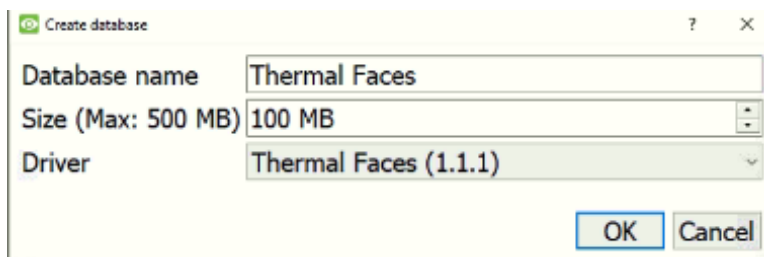 Create database ?
Database name Thermal Faces
Size (Max: 500 MB) 100 MB
Driver Thermal Faces (1.1.1)
OK Cancel